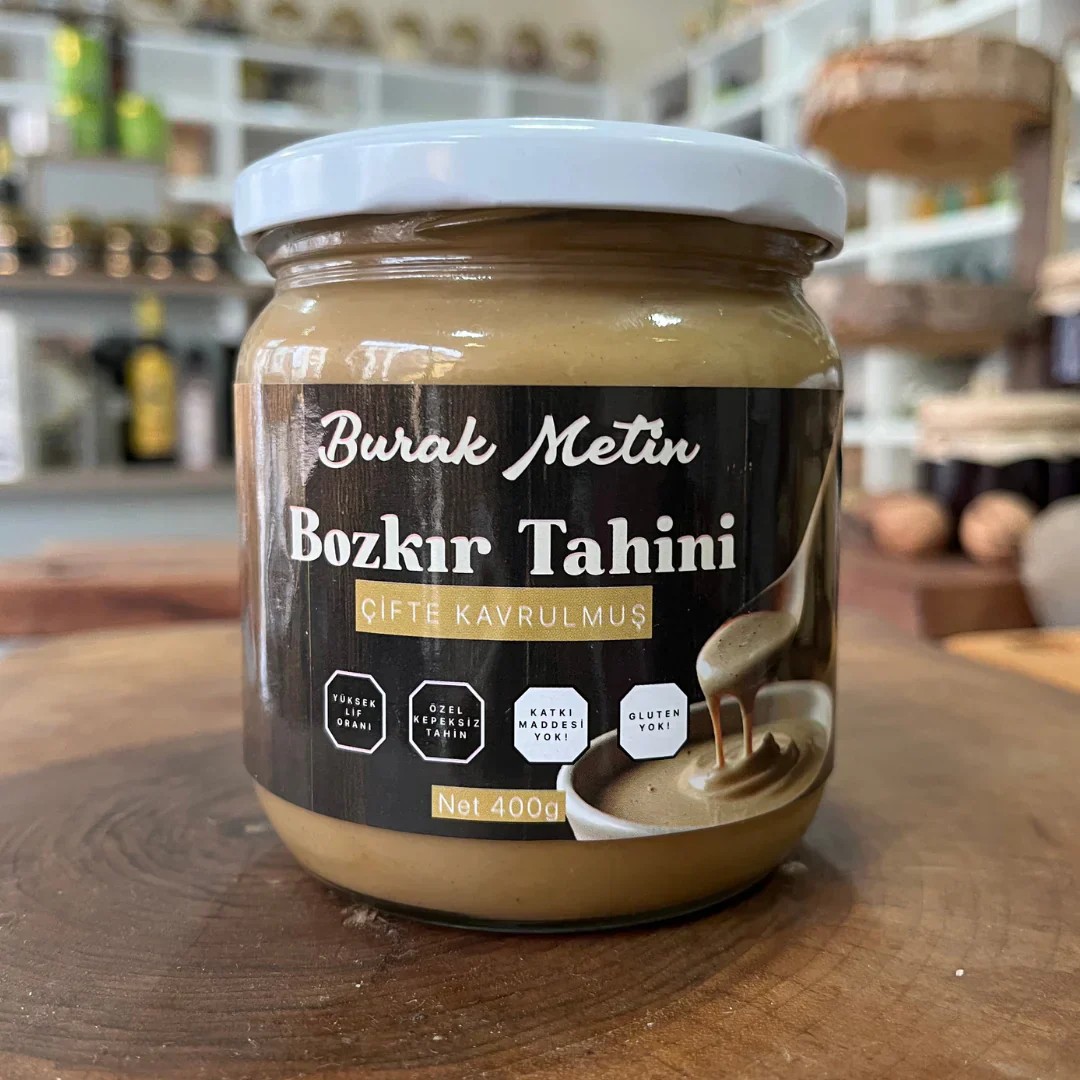 Burak Metin
Bozkır Tahini
ÇİFTE KAVRULMUŞ
YÜKSEK
LİF
ORANI
ÖZEL
KEPEKSİZ
TAHİN
KATKI
MADDESİ
YOK!
GLUTEN
YOK!
Net 400g